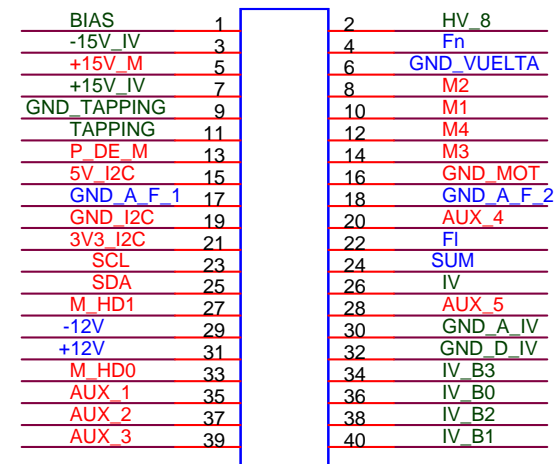 BIAS 1 2 HV_8
-15V_IV 3 4 Fn
+15V_M 5 6 GND_VUELTA
+15V_IV 7 8 M2
GND_TAPPING 9 10 M1
TAPPING 11 12 M4
P_DE_M 13 14 M3
5V_I2C 15 16 GND_MOT
GND_A_F_1 17 18 GND_A_F_2
GND_I2C 19 20 AUX_4
3V3_I2C 21 22 FI
SCL 23 24 SUM
SDA 25 26 IV
M_HD1 27 28 AUX_5
-12V 29 30 GND_A_IV
+12V 31 32 GND_D_IV
M_HD0 33 34 IV_B3
AUX_1 35 36 IV_B0
AUX_2 37 38 IV_B2
AUX_3 39 40 IV_B1